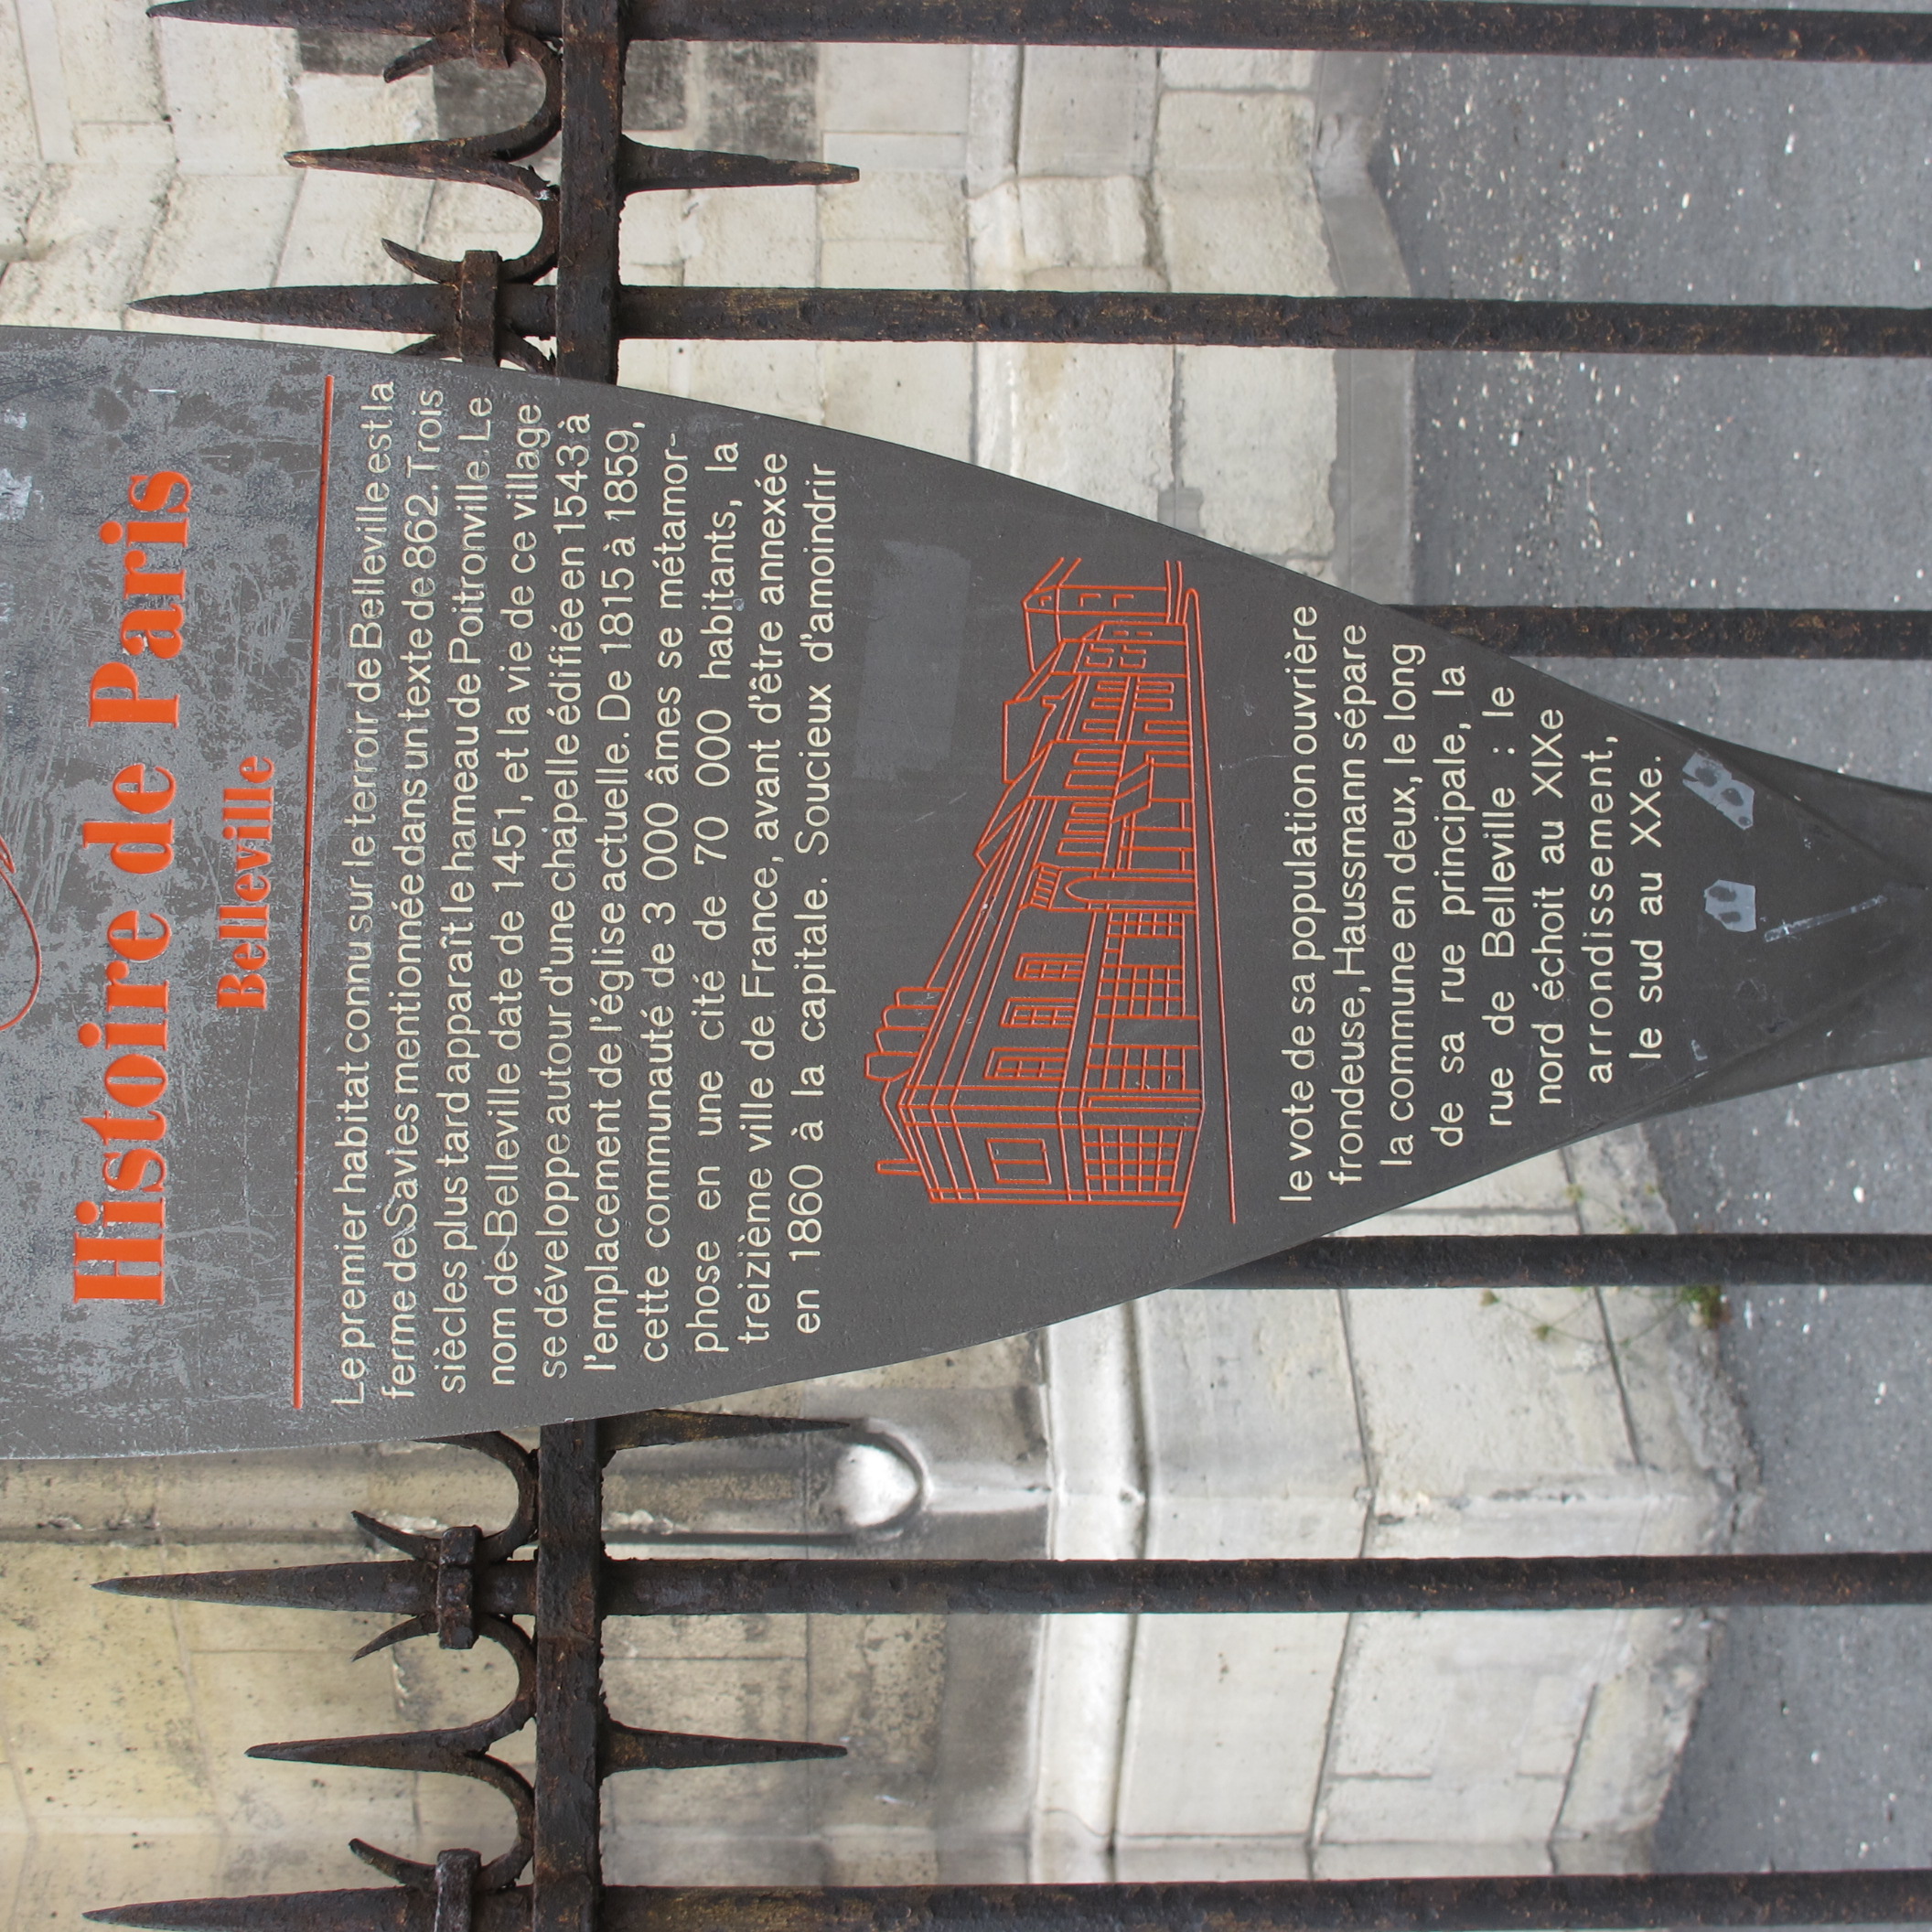 Histoire de Paris
Belleville
Le premier habitat connu sur le terroir de Belleville est la
ferme de Savies mentionnée dans un texte de 862. Trois
siècles plus tard apparaît le hameau de Poitronville. Le
nom de Belleville date de 1451, et la vie de ce village
se développe autour d'une chapelle édifiée en 1543 à
l'emplacement de l'église actuelle. De 1815 à 1859,
cette communauté de 3 000 âmes se métamor-
phose en une cité de 70 000 habitants, la
treizième ville de France, avant d'être annexée
en 1860 à la capitale. Soucieux d'amoindrir
le vote de sa population ouvrière
frondeuse, Haussmann sépare
la commune en deux, le long
de sa rue principale, la
rue de Belleville : le
nord échoit au XIXe
arrondissement,
le sud au XXe.